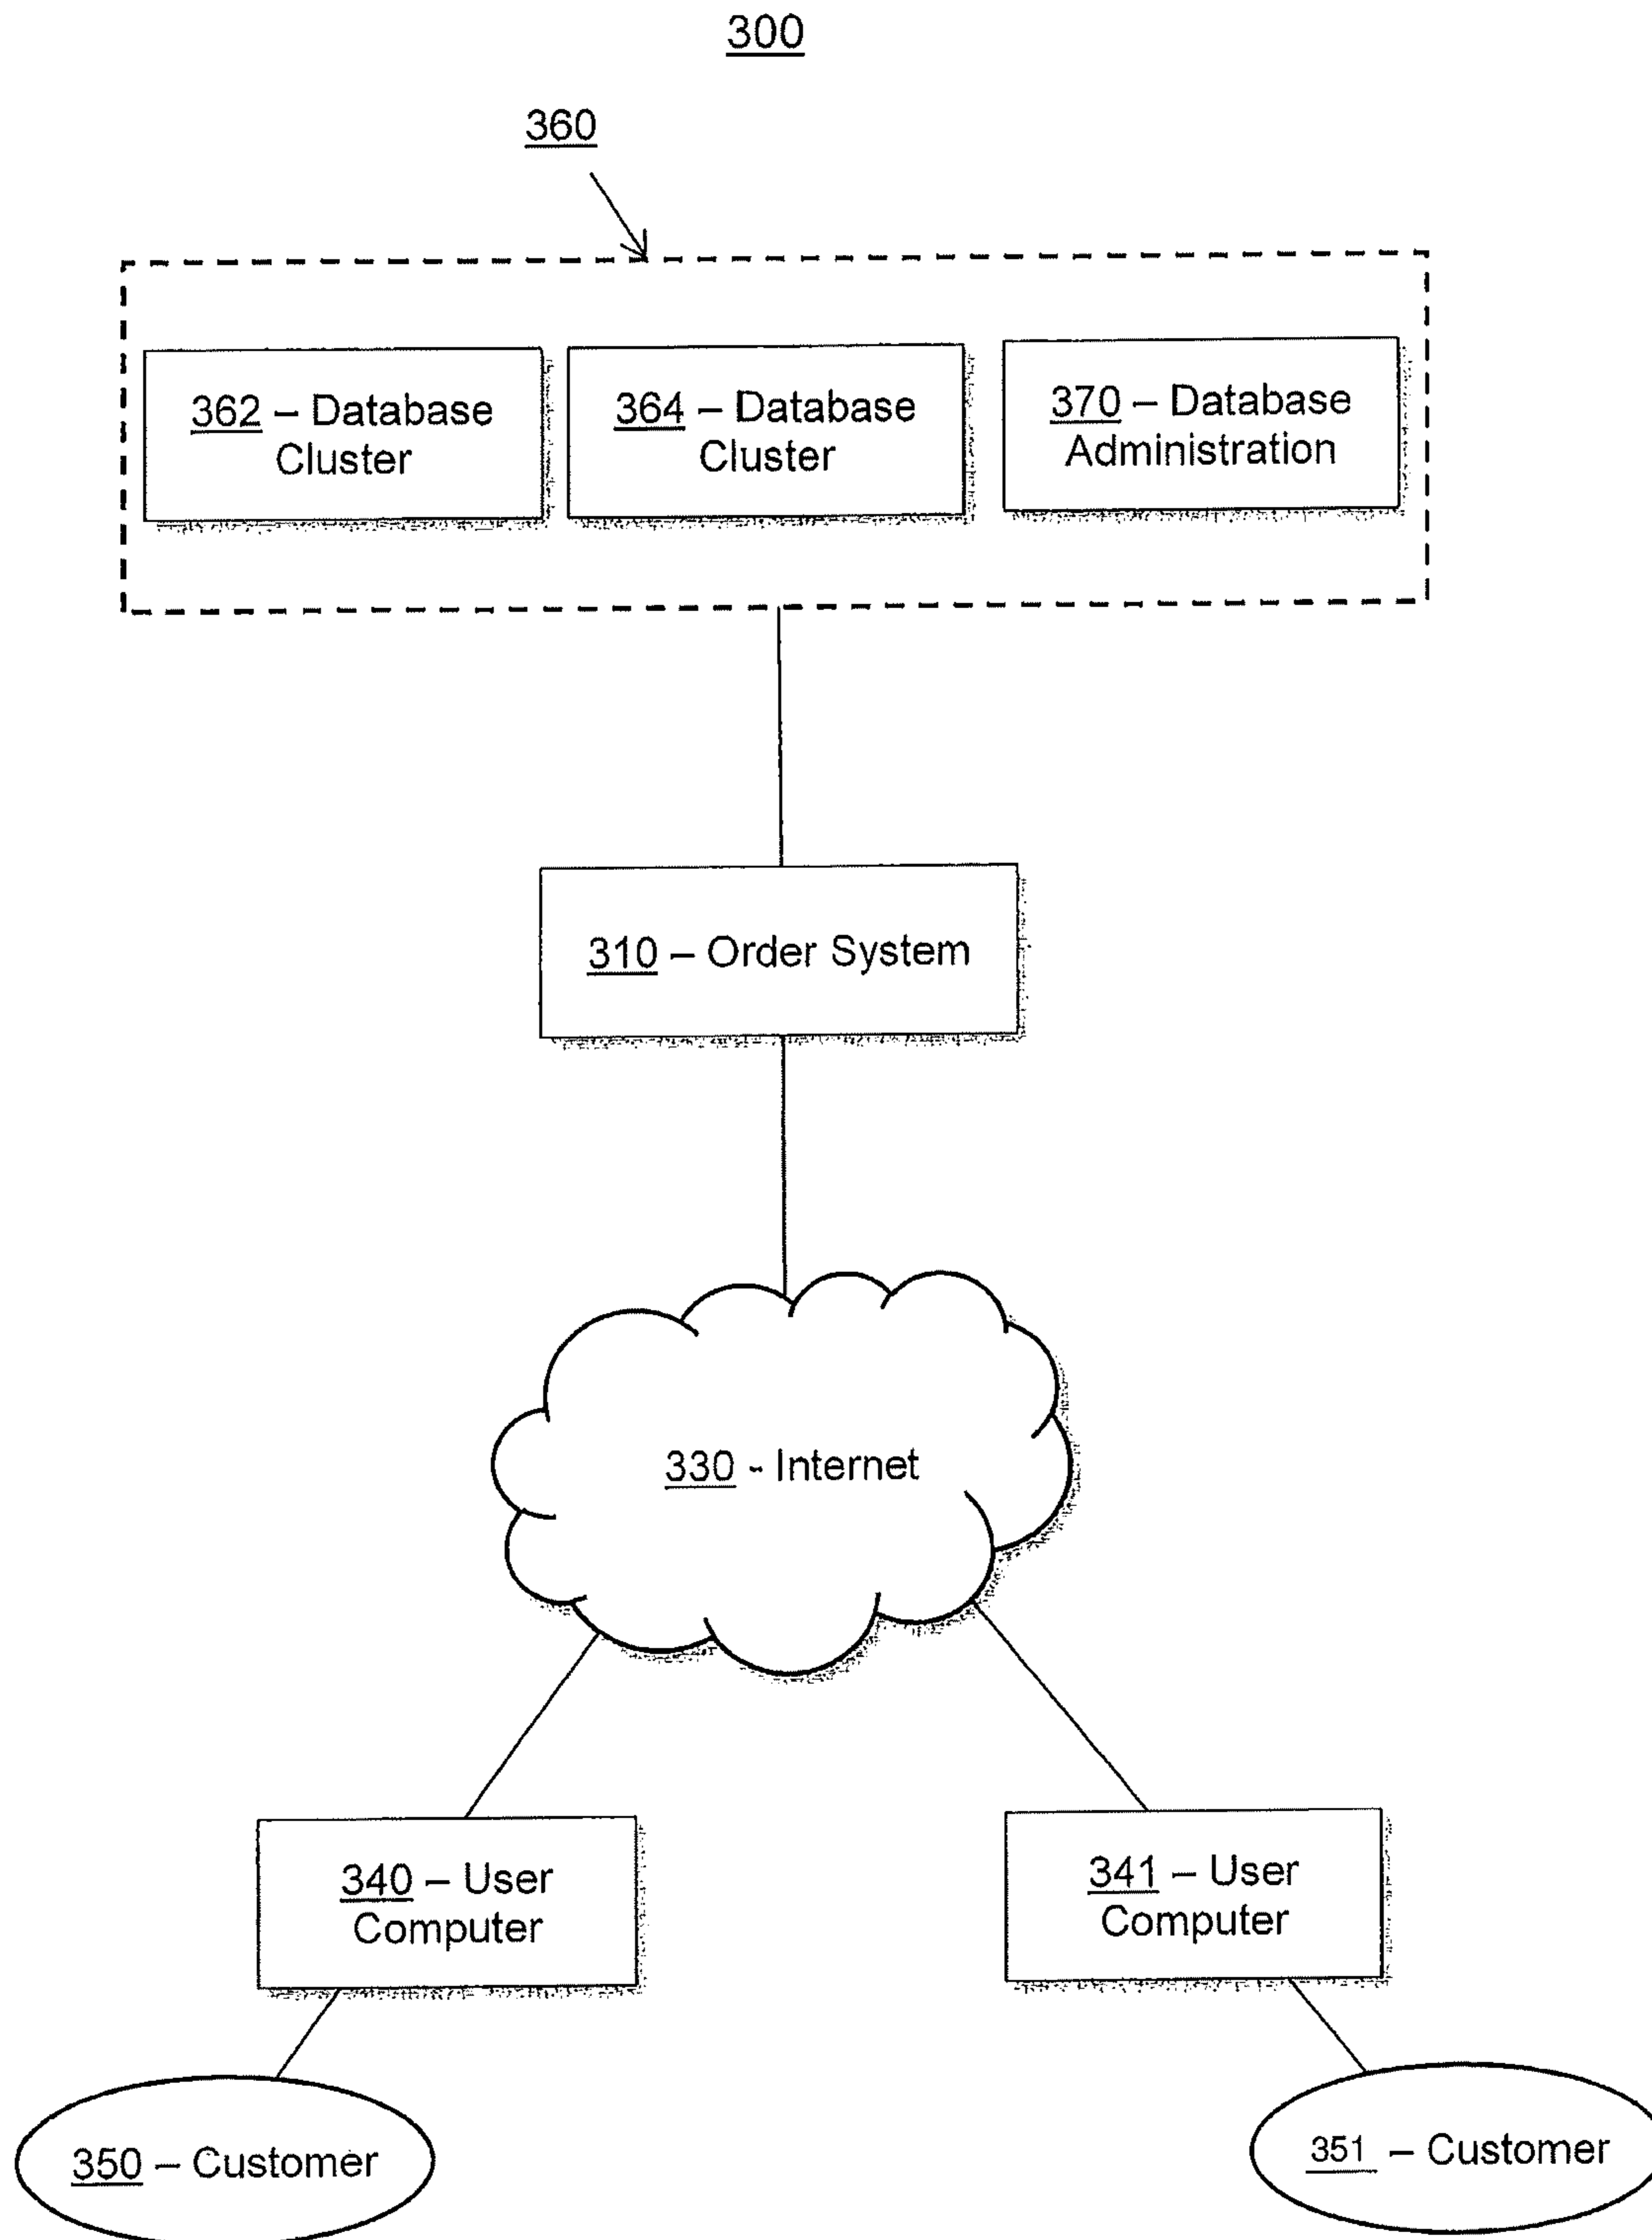 300
360
362 – Database
Cluster
364 – Database
Cluster
370 – Database
Administration
310 – Order System
330 - Internet
340 – User
Computer
341 – User
Computer
350 – Customer
351 – Customer